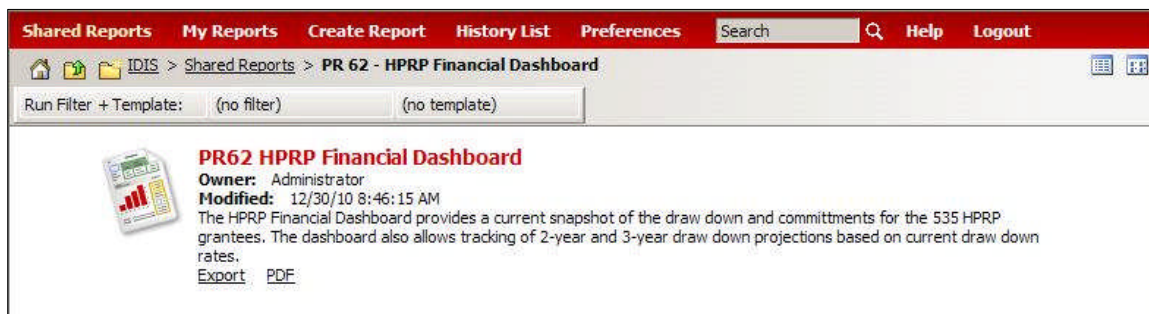 Shared Reports My Reports Create Report History List Preferences Search Help Logout
IDIS > Shared Reports > PR 62 - HPRP Financial Dashboard
Run Filter + Template: (no filter) (no template)
PR62 HPRP Financial Dashboard
Owner: Administrator
Modified: 12/30/10 8:46:15 AM
The HPRP Financial Dashboard provides a current snapshot of the draw down and committments for the 535 HPRP
grantees. The dashboard also allows tracking of 2-year and 3-year draw down projections based on current draw down
rates.
Export PDF